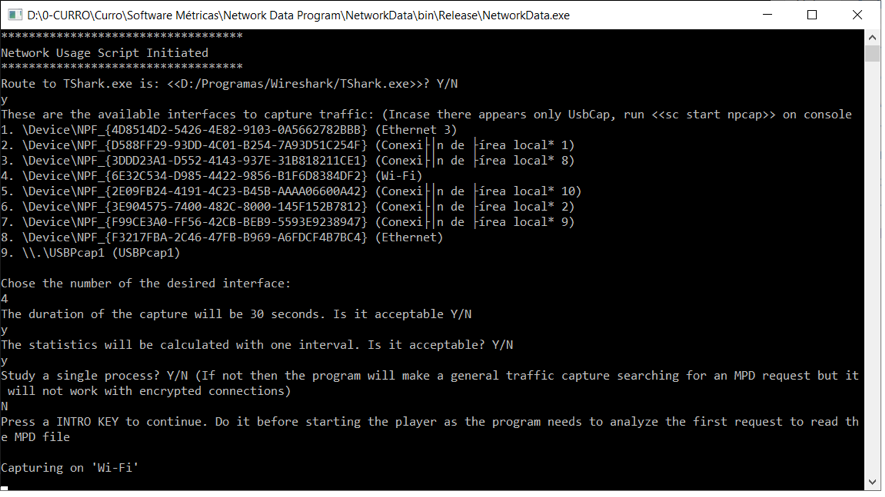 D:\0-CURRO\Curro\Software Métricas\Network Data Program\NetworkData\bin\Release\NetworkData.exe
***********************************
Network Usage Script Initiated
***********************************
Route to TShark.exe is: <<D:/Programas/Wireshark/TShark.exe>>? Y/N
y
These are the available interfaces to capture traffic: (Incase there appears only UsbCap, run <<sc start npcap>> on console
1. \Device\NPF_{4D8514D2-5426-4E82-9103-0A5662782BBB} (Ethernet 3)
2. \Device\NPF_{D588FF29-93DD-4C01-B254-7A93D51C254F} (Conexi├│n de ├írea local* 1)
3. \Device\NPF_{3DDD23A1-D552-4143-937E-31B818211CE1} (Conexi├│n de ├írea local* 8)
4. \Device\NPF_{6E32C534-D985-4422-9856-B1F6D8384DF2} (Wi-Fi)
5. \Device\NPF_{2E09FB24-4191-4C23-B45B-AAAA06600A42} (Conexi├│n de ├írea local* 10)
6. \Device\NPF_{3E904575-7400-482C-8000-145F152B7812} (Conexi├│n de ├írea local* 2)
7. \Device\NPF_{F99CE3A0-FF56-42CB-BEB9-5593E9238947} (Conexi├│n de ├írea local* 9)
8. \Device\NPF_{F3217FBA-2C46-47FB-B969-A6FDCF4B7BC4} (Ethernet)
9. \\.\USBPcap1 (USBPcap1)
Chose the number of the desired interface:
4
The duration of the capture will be 30 seconds. Is it acceptable Y/N
y
The statistics will be calculated with one interval. Is it acceptable? Y/N
y
Study a single process? Y/N (If not then the program will make a general traffic capture searching for an MPD request but it
will not work with encrypted connections)
N
Press a INTRO KEY to continue. Do it before starting the player as the program needs to analyze the first request to read th
e MPD file
Capturing on 'Wi-Fi'